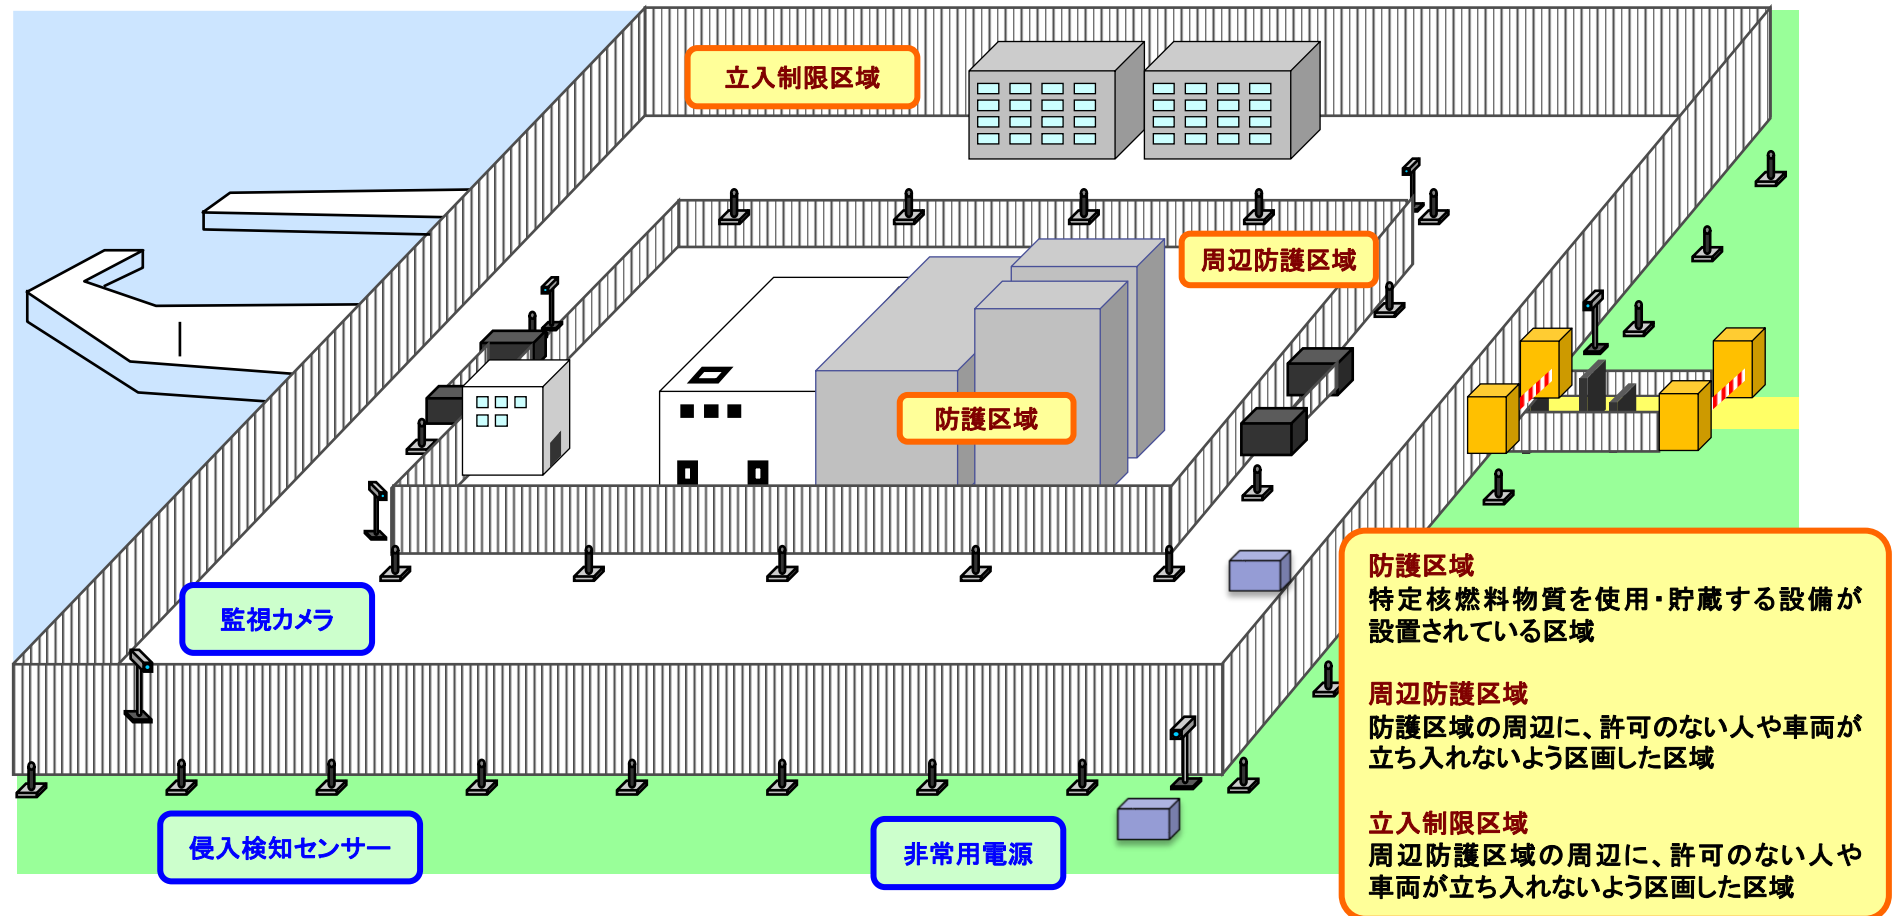 立入制限区域
周辺防護区域
防護区域
監視カメラ
侵入検知センサー
非常用電源
防護区域
特定核燃料物質を使用・貯蔵する設備が
設置されている区域
周辺防護区域
防護区域の周辺に、許可のない人や車両が
立ち入れないよう区画した区域
立入制限区域
周辺防護区域の周辺に、許可のない人や
車両が立ち入れないよう区画した区域